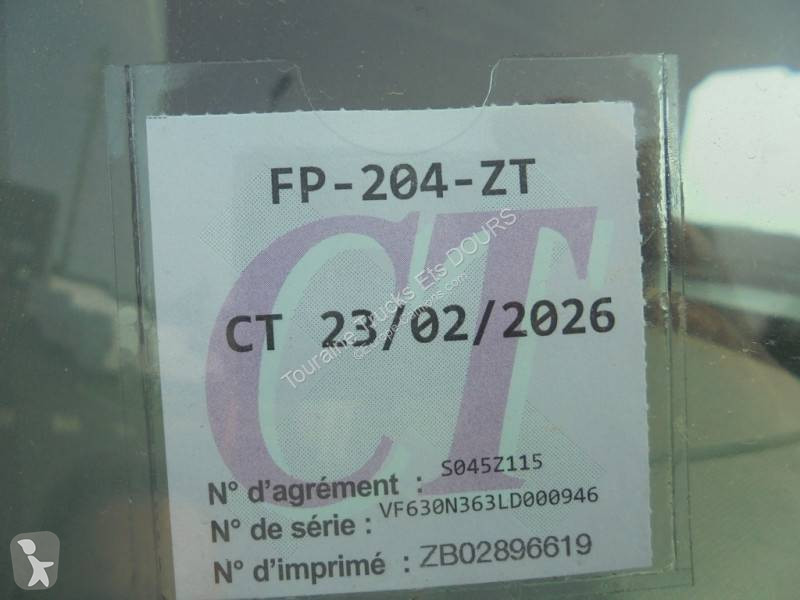 FP-204-ZT
CT
CT 23/02/2026
Touraine Trucks Ets DOURS
N° d'agrément : S045Z115
N° de série : VF630N363LD000946
N° d'imprimé : ZB02896619